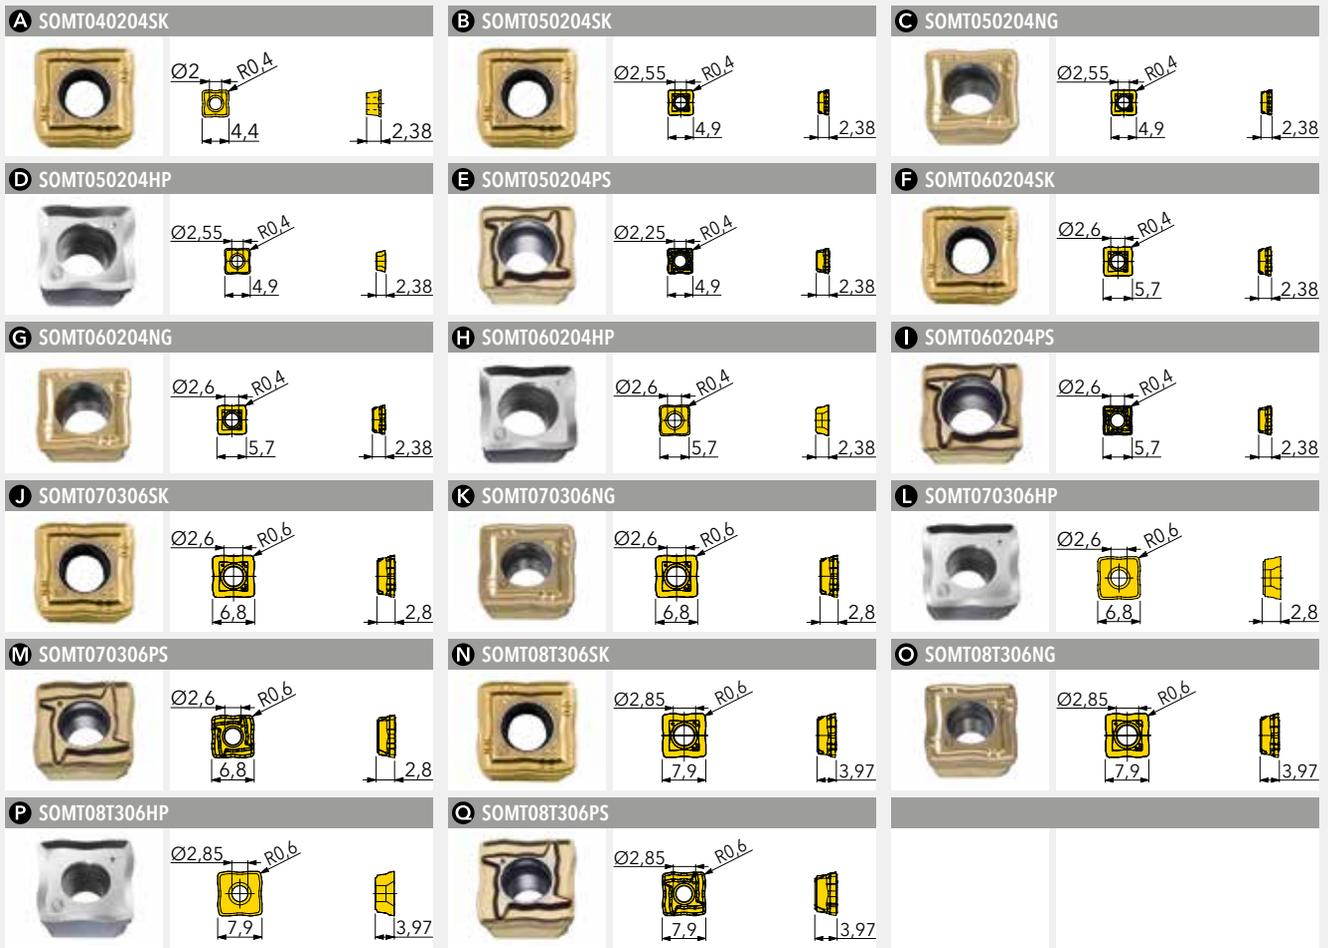 A SOMT040204SK
Ø2 R0,4
4,4 2,38
B SOMT050204SK
Ø2,55 R0,4
4,9 2,38
C SOMT050204NG
Ø2,55 R0,4
4,9 2,38
D SOMT050204HP
Ø2,55 R0,4
4,9 2,38
E SOMT050204PS
Ø2,25 R0,4
4,9 2,38
F SOMT060204SK
Ø2,6 R0,4
5,7 2,38
G SOMT060204NG
Ø2,6 R0,4
5,7 2,38
H SOMT060204HP
Ø2,6 R0,4
5,7 2,38
I SOMT060204PS
Ø2,6 R0,4
5,7 2,38
J SOMT070306SK
Ø2,6 R0,6
6,8 2,8
K SOMT070306NG
Ø2,6 R0,6
6,8 2,8
L SOMT070306HP
Ø2,6 R0,6
6,8 2,8
M SOMT070306PS
Ø2,6 R0,6
6,8 2,8
N SOMT08T306SK
Ø2,85 R0,6
7,9 3,97
O SOMT08T306NG
Ø2,85 R0,6
7,9 3,97
P SOMT08T306HP
Ø2,85 R0,6
7,9 3,97
Q SOMT08T306PS
Ø2,85 R0,6
7,9 3,97